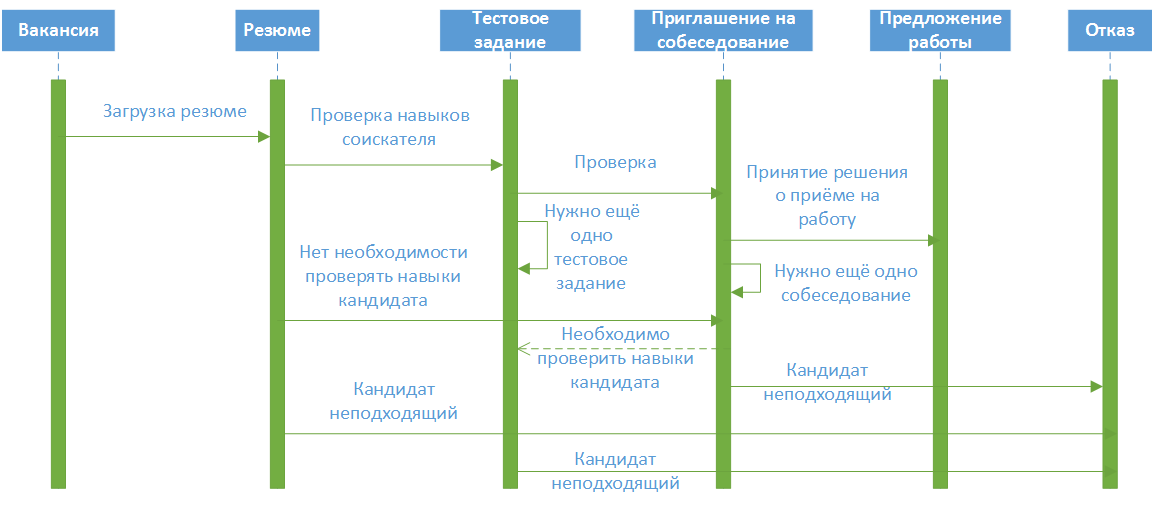 Вакансия
Резюме
Тестовое
задание
Приглашение на
собеседование
Предложение
работы
Отказ
Загрузка резюме
Проверка навыков
соискателя
Проверка
Принятие решения
о приёме на
работу
Нужно ещё
одно
тестовое
задание
Нет необходимости
проверять навыки
кандидата
Нужно ещё одно
собеседование
Необходимо
проверить навыки
кандидата
Кандидат
неподходящий
Кандидат
неподходящий
Кандидат
неподходящий